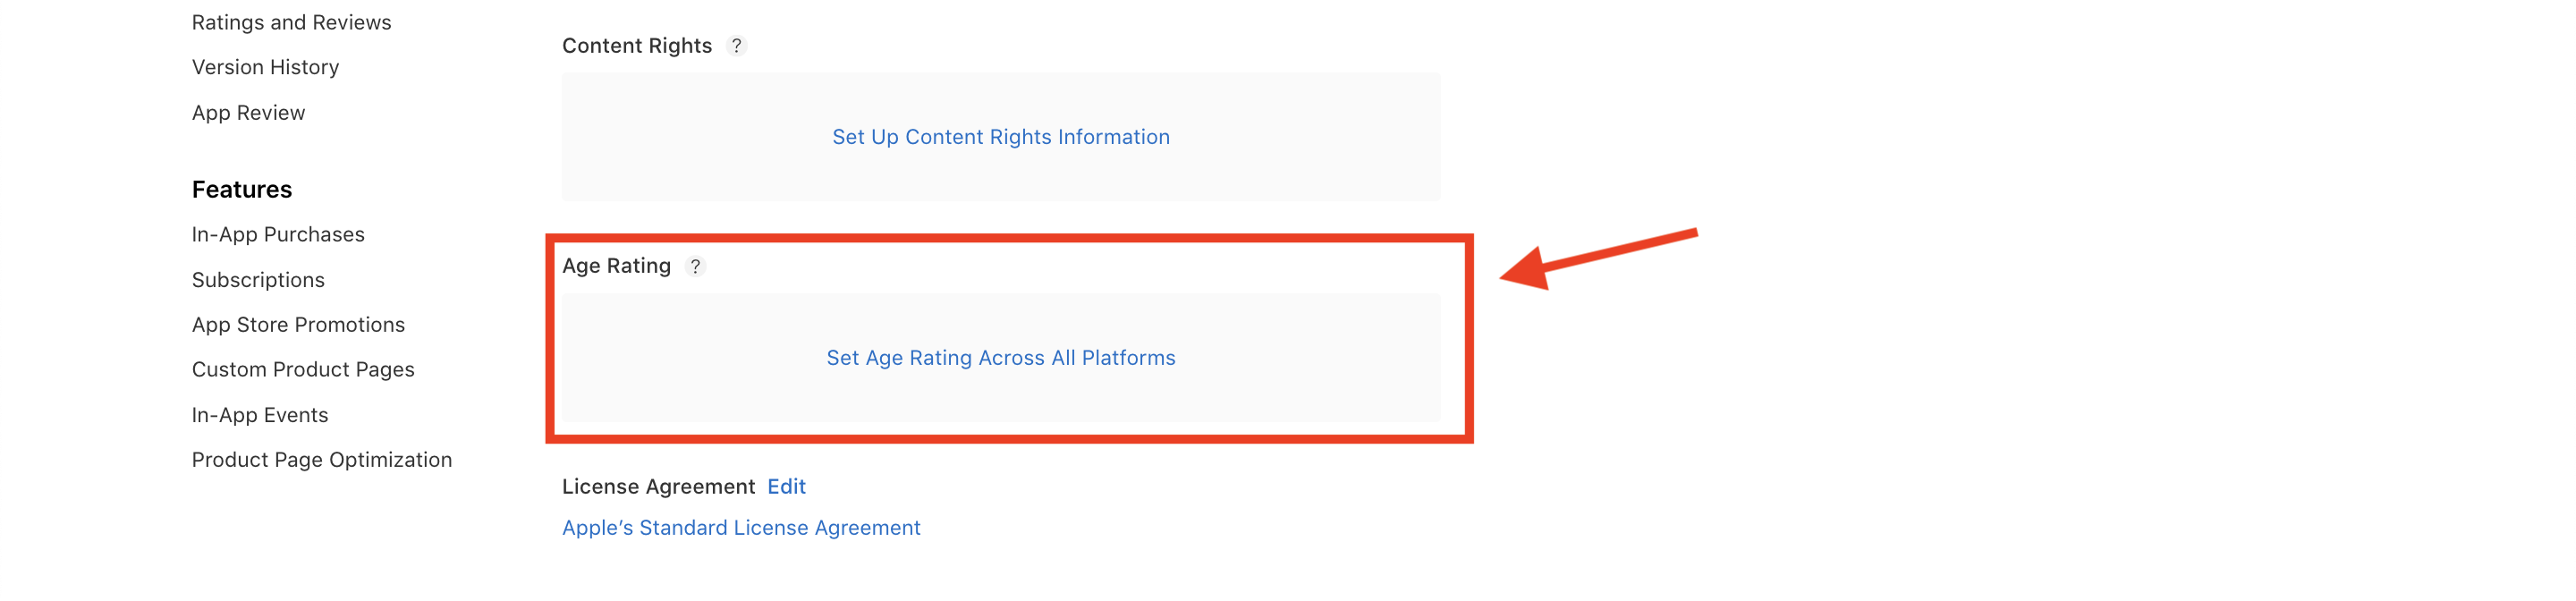 Ratings and Reviews
Version History
App Review
Features
In-App Purchases
Subscriptions
App Store Promotions
Custom Product Pages
In-App Events
Product Page Optimization
Content Rights ?
Set Up Content Rights Information
Age Rating ?
Set Age Rating Across All Platforms
License Agreement Edit
Apple’s Standard License Agreement